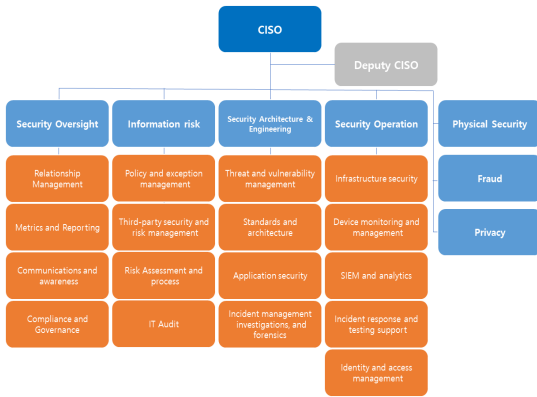 CISO
Deputy CISO
Security Oversight
Information risk
Security Architecture &
Engineering
Security Operation
Physical Security
Relationship
Management
Policy and exception
management
Threat and vulnerability
management
Infrastructure security
Fraud
Metrics and Reporting
Third-party security and
risk management
Standards and
architecture
Device monitoring and
management
Privacy
Communications and
awareness
Risk Assessment and
process
Application security
SIEM and analytics
Compliance and
Governance
IT Audit
Incident management
investigations, and
forensics
Incident response and
testing support
Identity and access
management